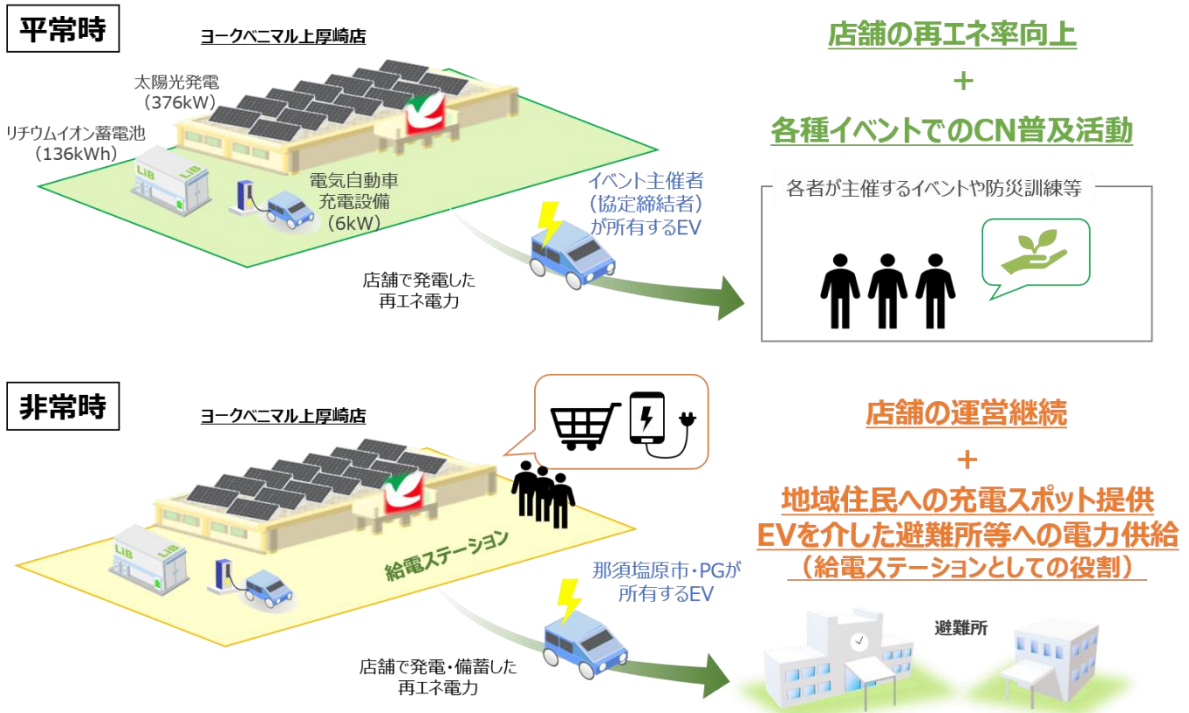 平常時
ヨークベニマル上厚崎店
太陽光発電
（376kW）
リチウムイオン蓄電池
（136kWh）
LiB
LiB
電気自動車
充電設備
（6kW）
イベント主催者
（協定締結者）
が所有するEV
店舗で発電した
再エネ電力
店舗の再エネ率向上
+
各種イベントでのCN普及活動
各者が主催するイベントや防災訓練等
非常時
ヨークベニマル上厚崎店
LiB
LiB
給電ステーション
那須塩原市・PGが
所有するEV
店舗で発電・備蓄した
再エネ電力
店舗の運営継続
+
地域住民への充電スポット提供
EVを介した避難所等への電力供給
（給電ステーションとしての役割）
避難所